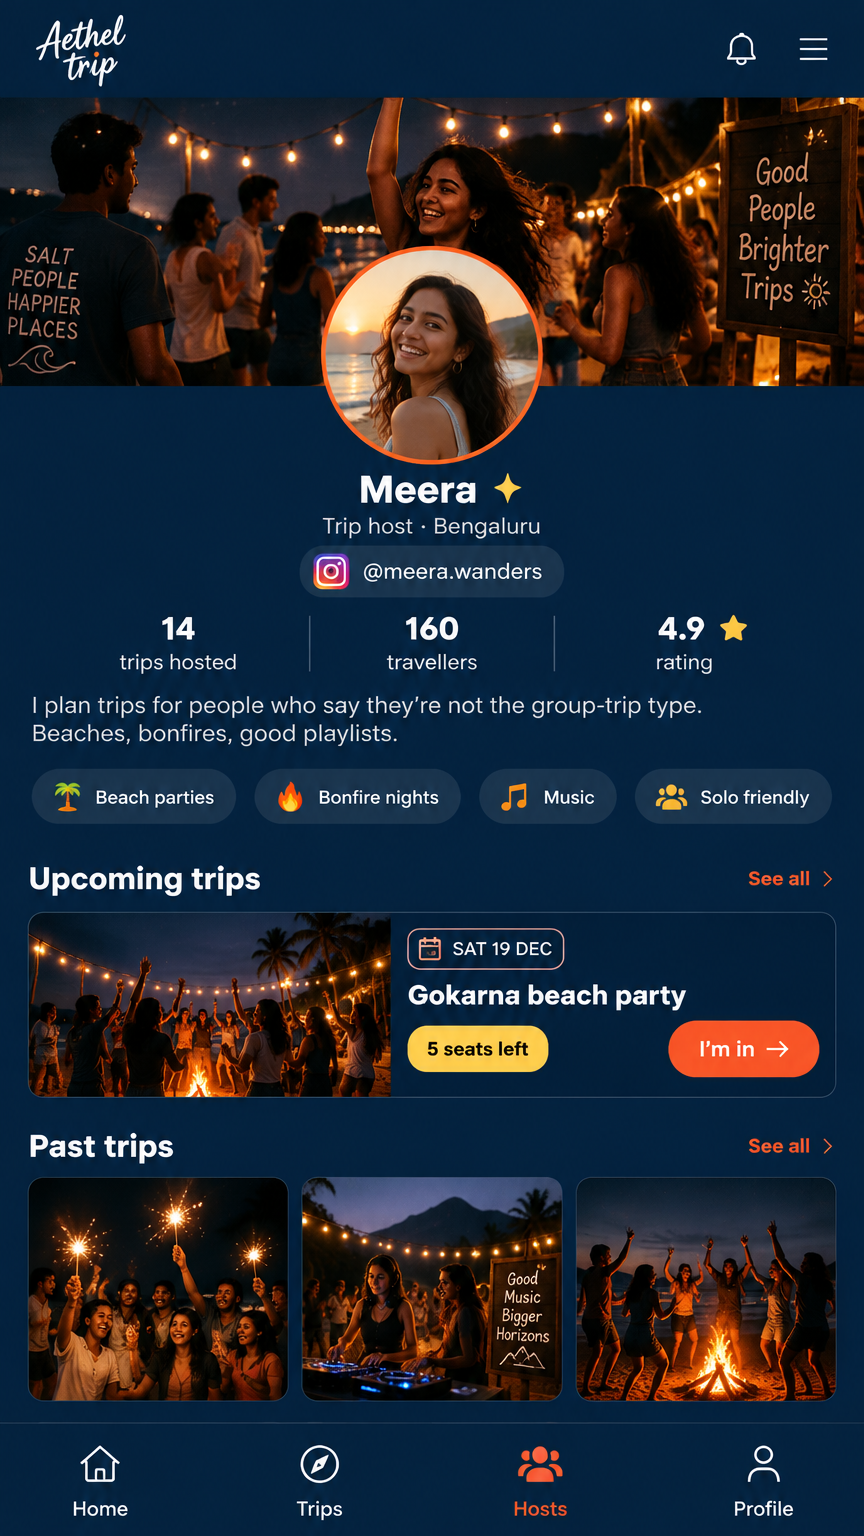 Aethel
trip
SALT
PEOPLE
HAPPIER
PLACES
Good
People
Brighter
Trips
Meera
Trip host · Bengaluru
@meera.wanders
14
trips hosted
160
travellers
4.9
rating
I plan trips for people who say they’re not the group-trip type.
Beaches, bonfires, good playlists.
Beach parties
Bonfire nights
Music
Solo friendly
Upcoming trips
See all
SAT 19 DEC
Gokarna beach party
5 seats left
I’m in
Past trips
See all
Good
Music
Bigger
Horizons
Home
Trips
Hosts
Profile